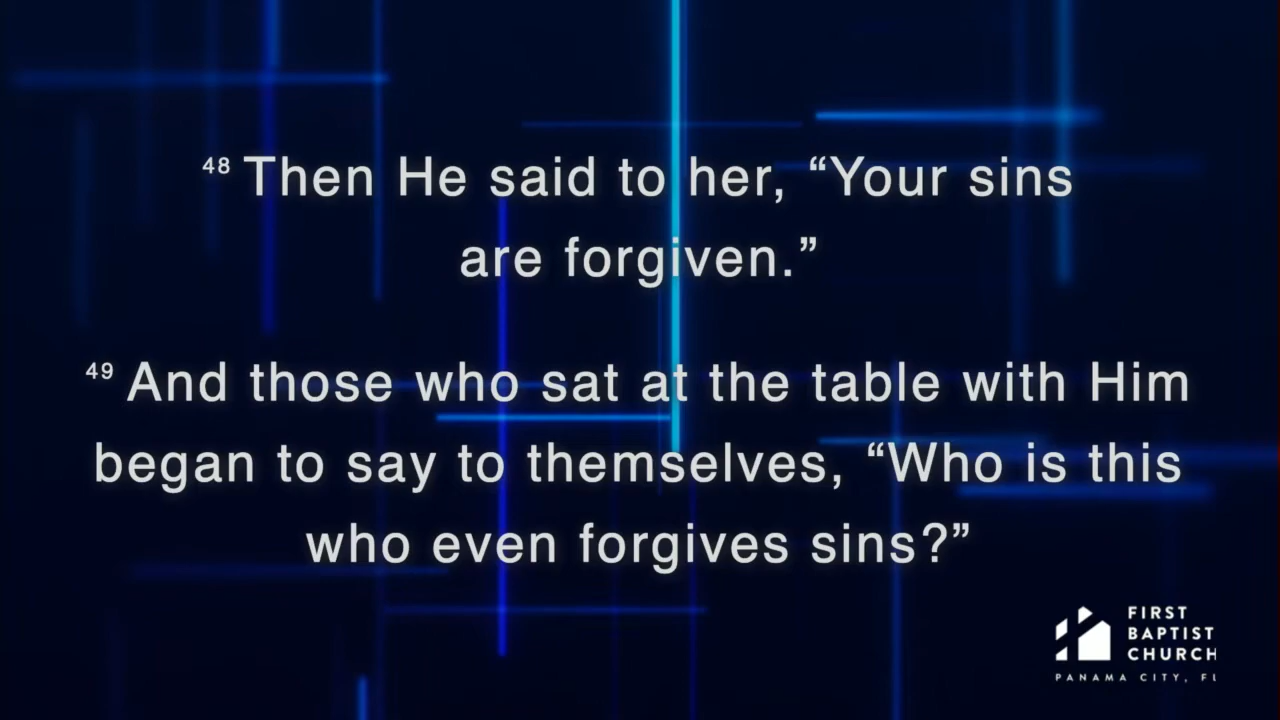 48 Then He said to her, “Your sins
are forgiven.”
49 And those who sat at the table with Him
began to say to themselves, “Who is this
who even forgives sins?”
FIRST
BAPTIST
CHURCH
PANAMA CITY, FL